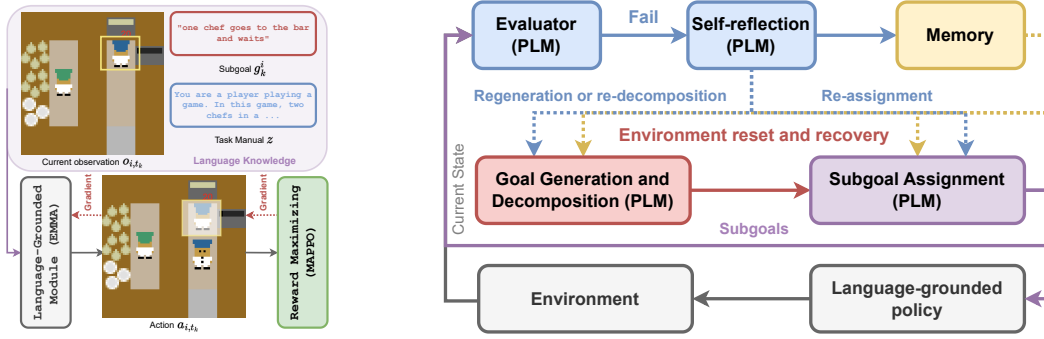 "one chef goes to the bar
and waits"
Subgoal g_k^i
You are a player playing a
game. In this game, two
chefs in a ...
Task Manual z
Current observation o_{i,t_k}
Language Knowledge
Language-Grounded
Module (EMMA)
Gradient
Gradient
Reward Maximizing
(MAPPO)
Action a_{i,t_k}
Evaluator
(PLM)
Fail
Self-reflection
(PLM)
Memory
Regeneration or re-decomposition
Re-assignment
Environment reset and recovery
Current State
Goal Generation and
Decomposition (PLM)
Subgoal Assignment
(PLM)
Subgoals
Environment
Language-grounded
policy